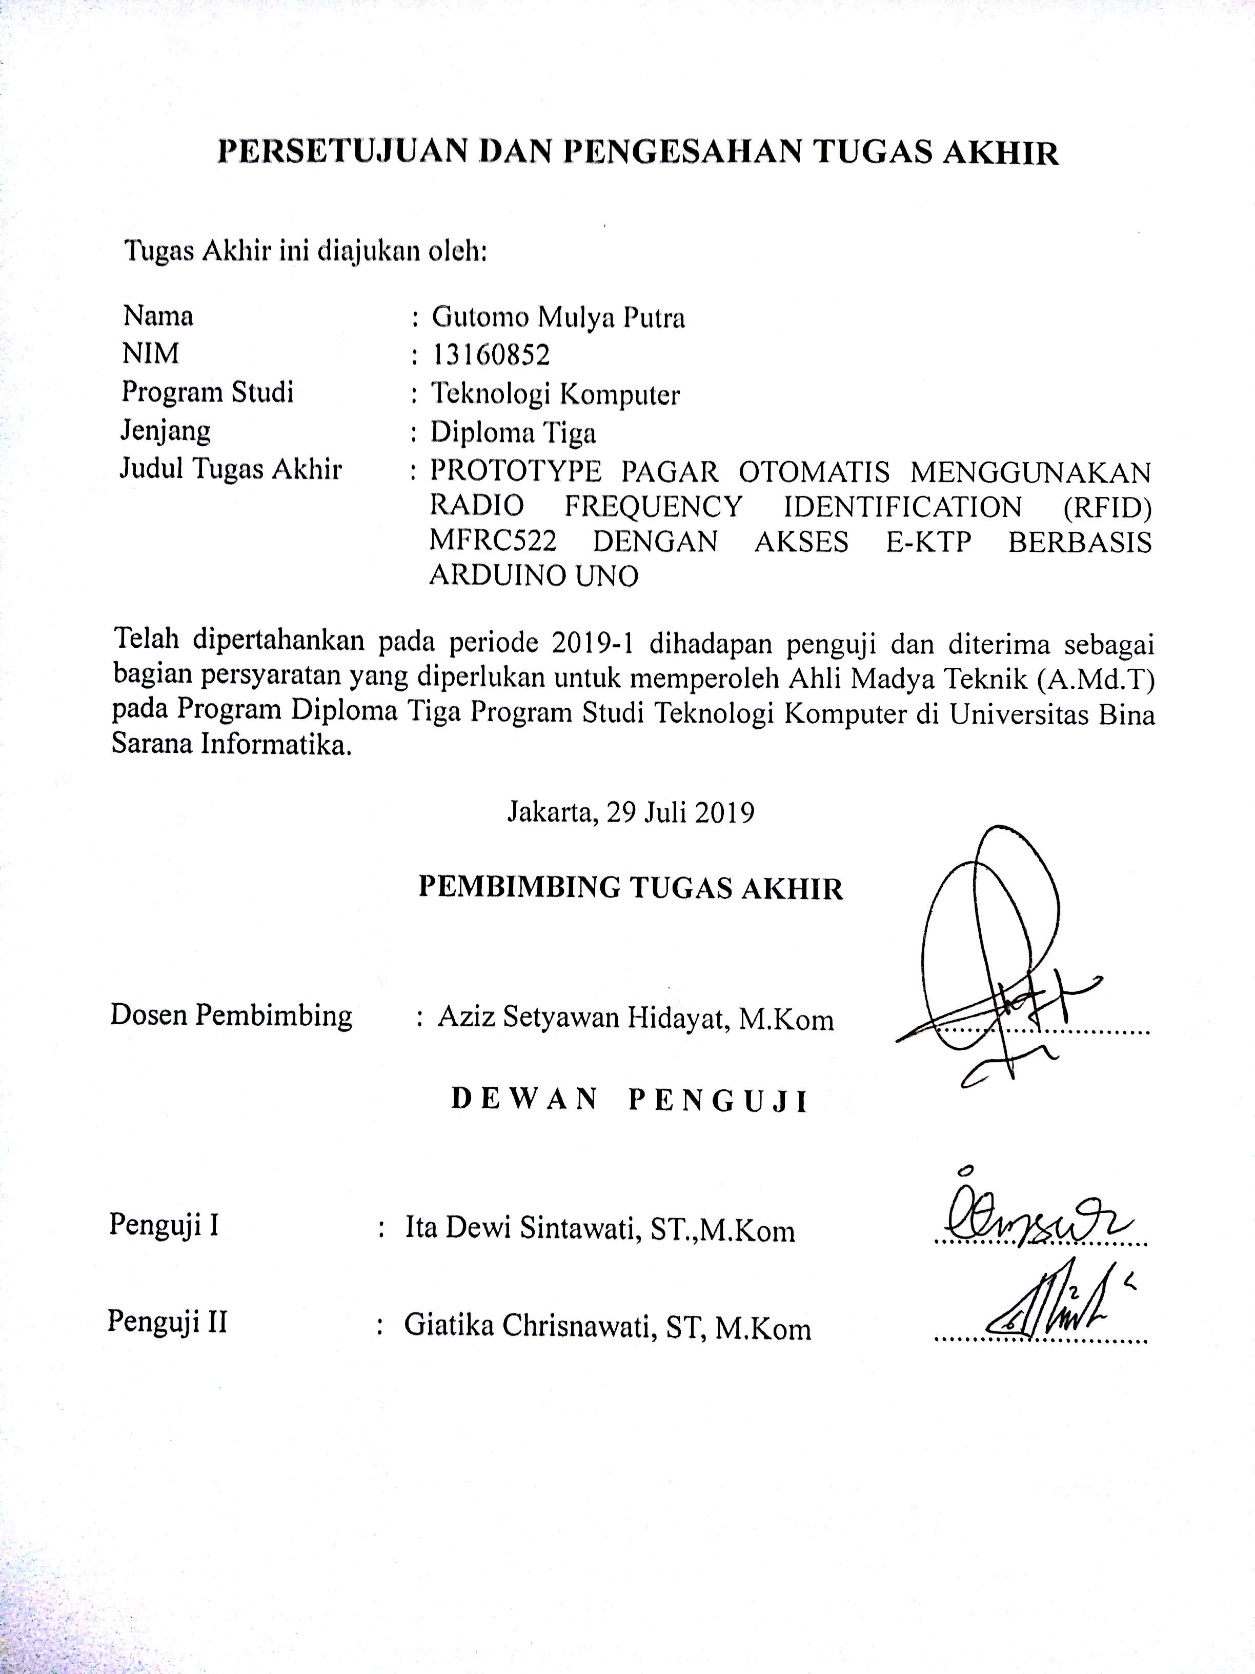 PERSETUJUAN DAN PENGESAHAN TUGAS AKHIR
Tugas Akhir ini diajukan oleh:
Nama : Gutomo Mulya Putra
NIM : 13160852
Program Studi : Teknologi Komputer
Jenjang : Diploma Tiga
Judul Tugas Akhir : PROTOTYPE PAGAR OTOMATIS MENGGUNAKAN
RADIO FREQUENCY IDENTIFICATION (RFID)
MFRC522 DENGAN AKSES E-KTP BERBASIS
ARDUINO UNO
Telah dipertahankan pada periode 2019-1 dihadapan penguji dan diterima sebagai
bagian persyaratan yang diperlukan untuk memperoleh Ahli Madya Teknik (A.Md.T)
pada Program Diploma Tiga Program Studi Teknologi Komputer di Universitas Bina
Sarana Informatika.
Jakarta, 29 Juli 2019
PEMBIMBING TUGAS AKHIR
Dosen Pembimbing : Aziz Setyawan Hidayat, M.Kom
D E W A N P E N G U J I
Penguji I : Ita Dewi Sintawati, ST.,M.Kom
Penguji II : Giatika Chrisnawati, ST, M.Kom